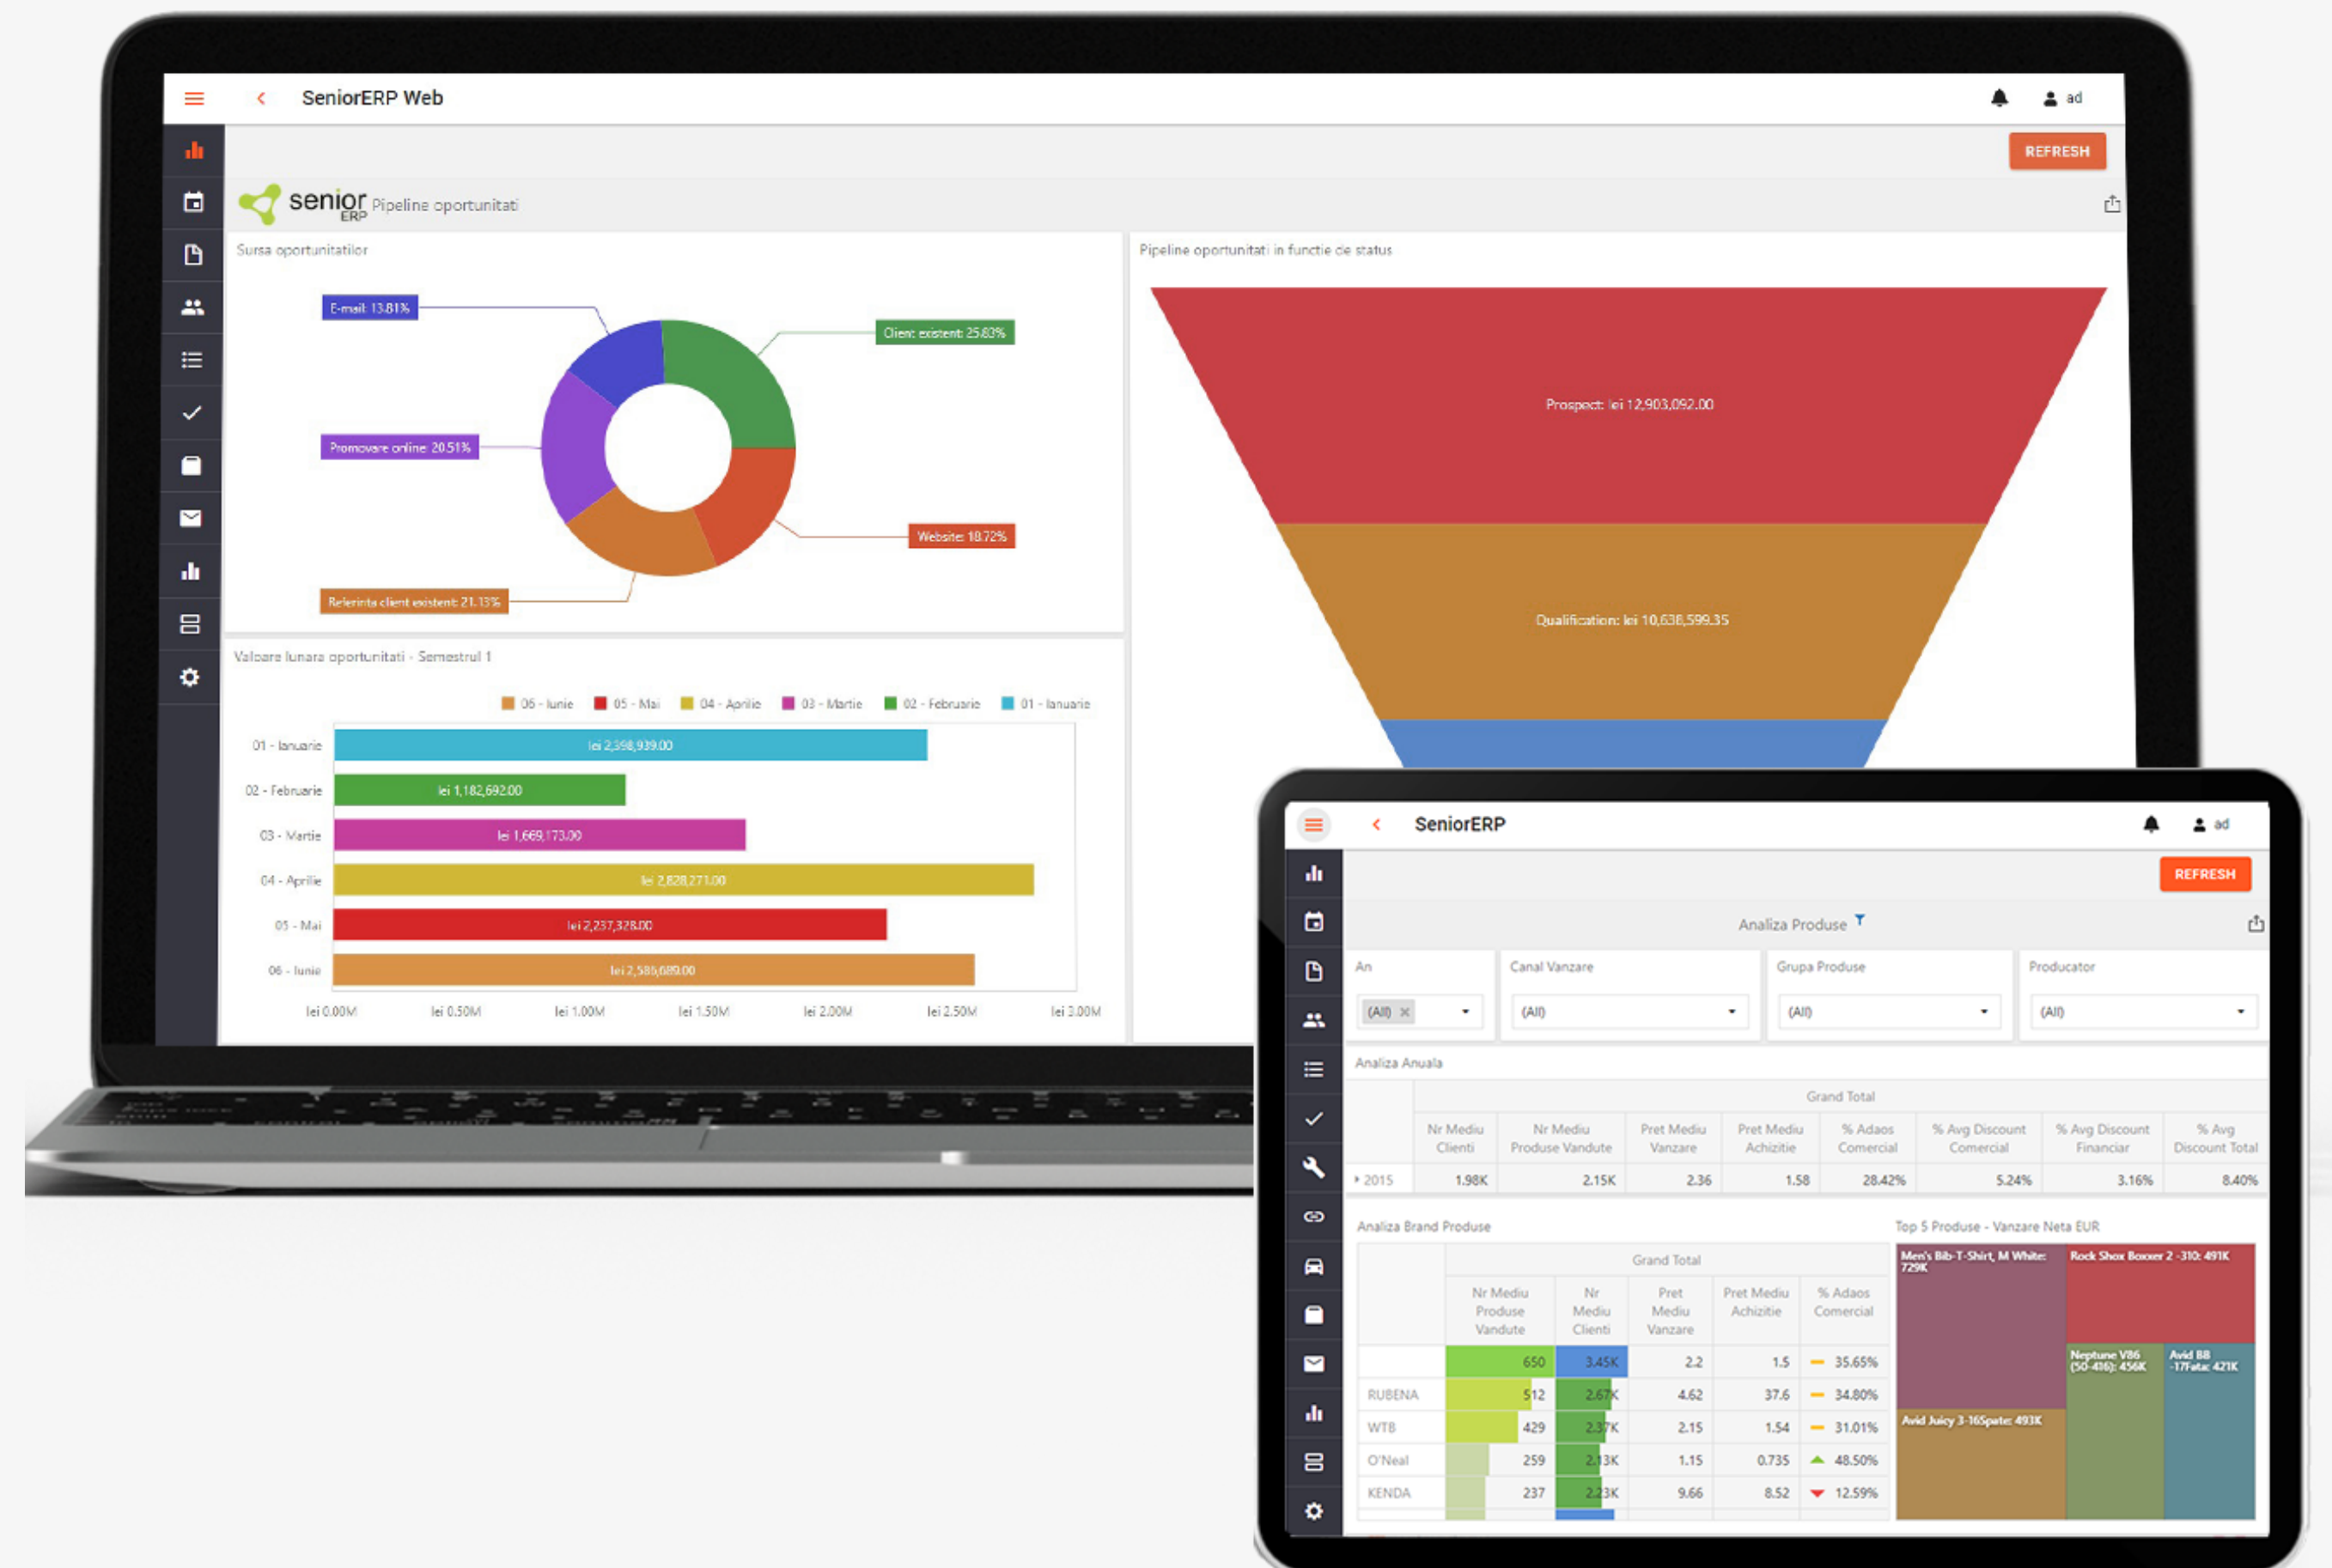 SeniorERP Web
ad
REFRESH
senior
ERP
Pipeline oportunitati
Sursa oportunitatilor
E-mail: 13.81%
Client existent: 25.83%
Promovare online: 20.51%
Website: 18.72%
Referinta client existent: 21.13%
Pipeline oportunitati in functie de status
Prospect: lei 12,903,092.00
Qualification: lei 10,638,599.35
Valoare lunara oportunitati - Semestrul 1
06 - Iunie 05 - Mai 04 - Aprilie 03 - Martie 02 - Februarie 01 - Ianuarie
01 - Ianuarie lei 2,398,939.00
02 - Februarie lei 1,182,692.00
03 - Martie lei 1,669,173.00
04 - Aprilie lei 2,828,271.00
05 - Mai lei 2,237,328.00
06 - Iunie lei 2,586,689.00
lei 0.00M lei 0.50M lei 1.00M lei 1.50M lei 2.00M lei 2.50M lei 3.00M
SeniorERP
ad
REFRESH
Analiza Produse
An Canal Vanzare Grupa Produse Producator
(All) × (All) (All) (All)
Analiza Anuala
Grand Total
Nr Mediu Nr Mediu Pret Mediu Pret Mediu % Adaos % Avg Discount % Avg Discount % Avg
Clienti Produse Vandute Vanzare Achizitie Comercial Comercial Financiar Discount Total
2015 1.98K 2.15K 2.36 1.58 28.42% 5.24% 3.16% 8.40%
Analiza Brand Produse
Grand Total
Nr Mediu Nr Pret Pret Mediu % Adaos
Produse Mediu Mediu Achizitie Comercial
Vandute Clienti Vanzare
650 3.45K 2.2 1.5 35.65%
RUBENA 512 2.67K 4.62 37.6 34.80%
WTB 429 2.37K 2.15 1.54 31.01%
O'Neal 259 2.13K 1.15 0.735 48.50%
KENDA 237 2.23K 9.66 8.52 12.59%
Top 5 Produse - Vanzare Neta EUR
Men's Bib-T-Shirt, M White:
729K
Rock Shox Boxxer 2 -310: 491K
Neptune V86
(50-416): 456K
Avid BB
-17Fata: 421K
Avid Juicy 3-16Spate: 493K